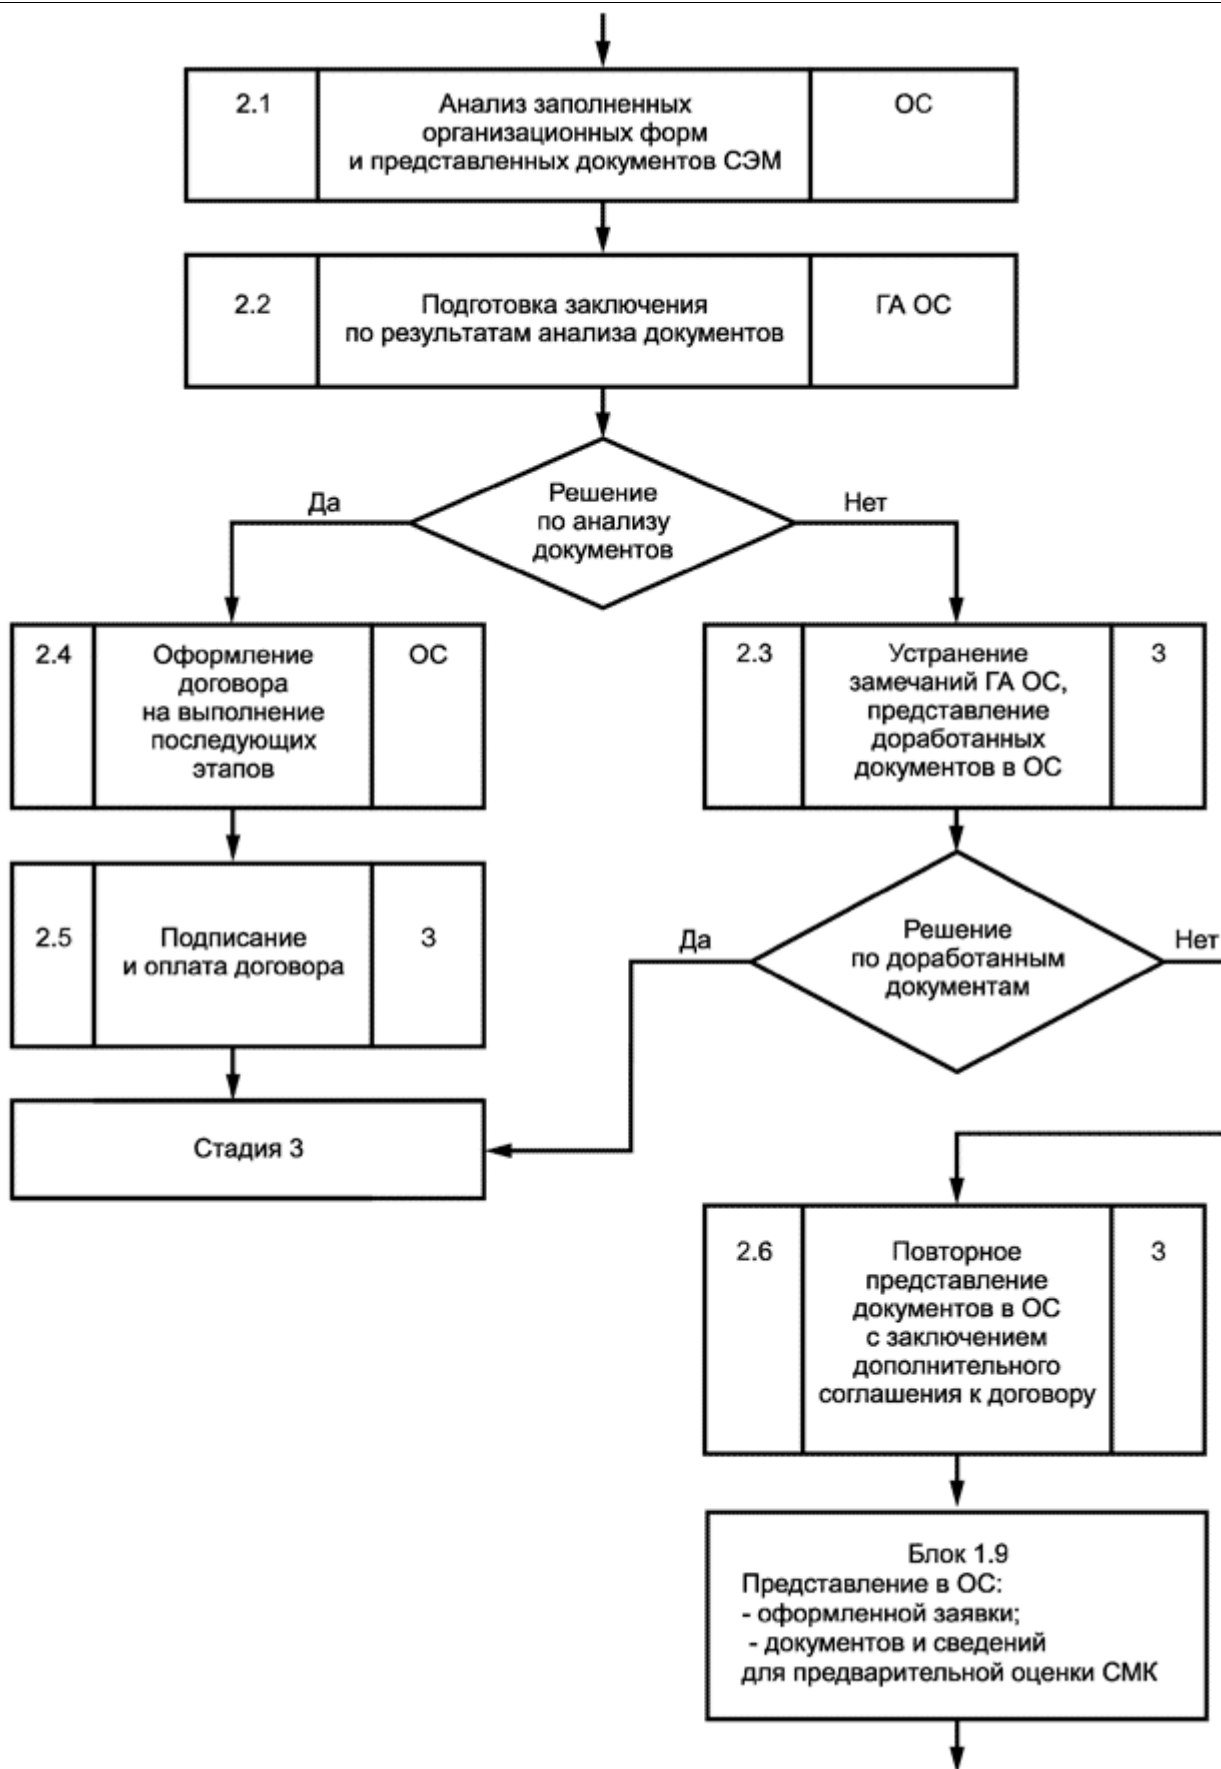 2.1
Анализ заполненных
организационных форм
и представленных документов СЭМ
ОС
2.2
Подготовка заключения
по результатам анализа документов
ГА ОС
Решение
по анализу
документов
Да
Нет
2.4
Оформление
договора
на выполнение
последующих
этапов
ОС
2.3
Устранение
замечаний ГА ОС,
представление
доработанных
документов в ОС
З
2.5
Подписание
и оплата договора
З
Решение
по доработанным
документам
Да
Нет
Стадия 3
2.6
Повторное
представление
документов в ОС
с заключением
дополнительного
соглашения к договору
З
Блок 1.9
Представление в ОС:
- оформленной заявки;
- документов и сведений
для предварительной оценки СМК